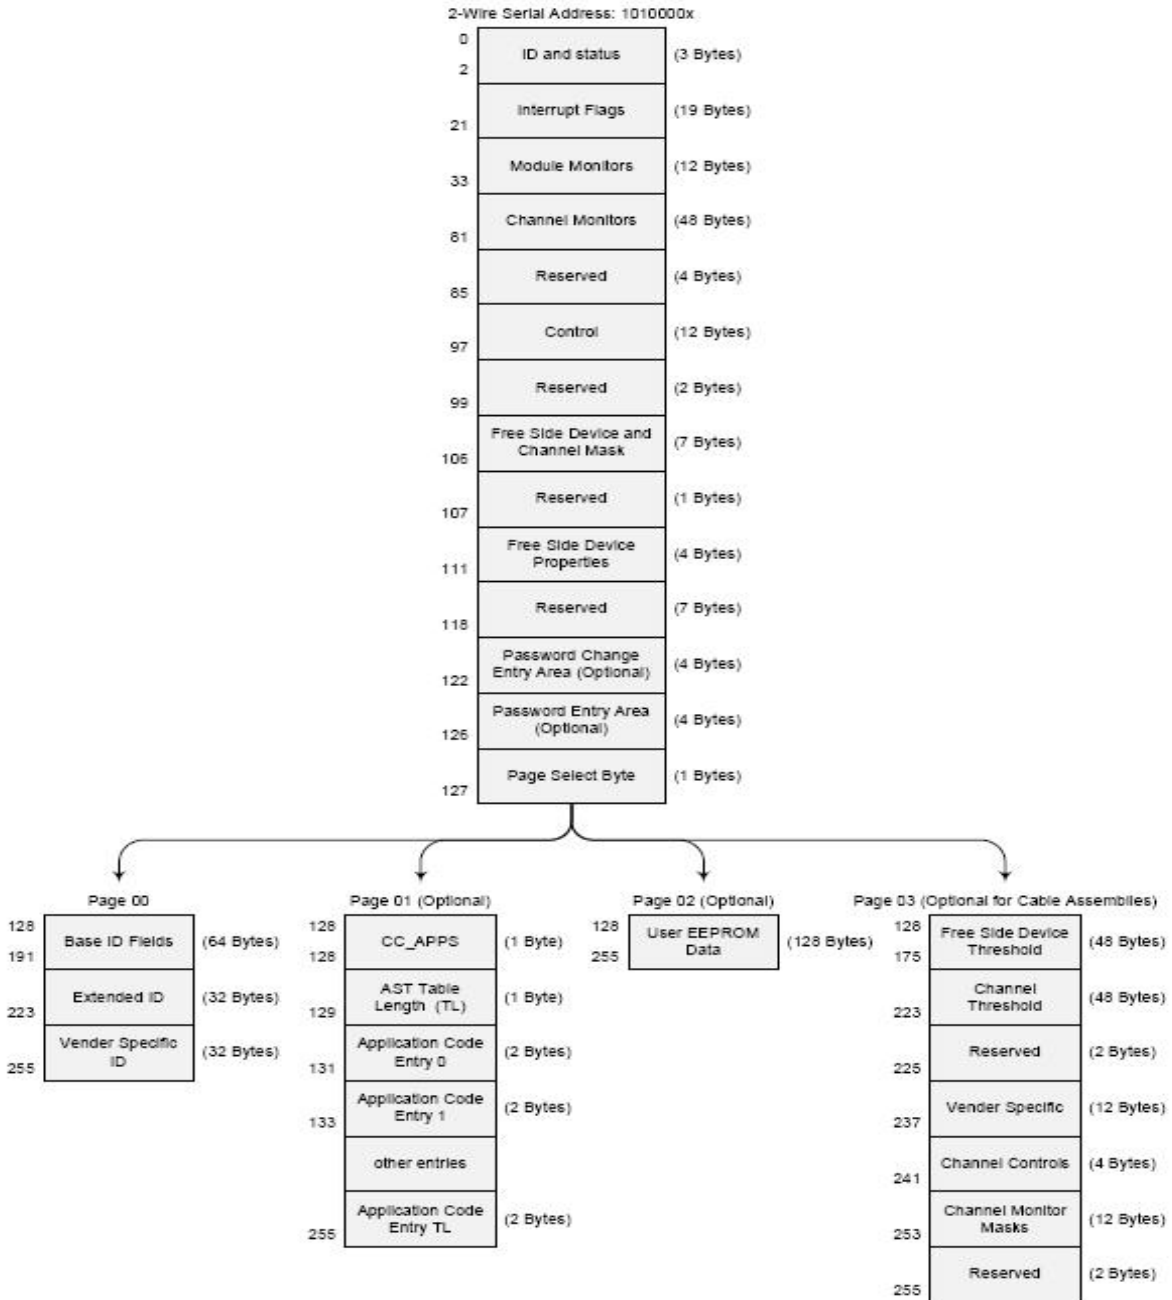 2-Wire Serial Address: 1010000x
0
ID and status (3 Bytes)
2
Interrupt Flags (19 Bytes)
21
Module Monitors (12 Bytes)
33
Channel Monitors (48 Bytes)
81
Reserved (4 Bytes)
85
Control (12 Bytes)
97
Reserved (2 Bytes)
99
Free Side Device and
Channel Mask (7 Bytes)
106
Reserved (1 Bytes)
107
Free Side Device
Properties (4 Bytes)
111
Reserved (7 Bytes)
118
Password Change
Entry Area (Optional) (4 Bytes)
122
Password Entry Area
(Optional) (4 Bytes)
126
Page Select Byte (1 Bytes)
127
Page 00
128
Base ID Fields (64 Bytes)
191
Extended ID (32 Bytes)
223
Vender Specific
ID (32 Bytes)
255
Page 01 (Optional)
128
CC_APPS (1 Byte)
128
AST Table
Length (TL) (1 Byte)
129
Application Code
Entry 0 (2 Bytes)
131
Application Code
Entry 1 (2 Bytes)
133
other entries
Application Code
Entry TL (2 Bytes)
255
Page 02 (Optional)
128
User EEPROM
Data (128 Bytes)
255
Page 03 (Optional for Cable Assemblies)
128
Free Side Device
Threshold (48 Bytes)
175
Channel
Threshold (48 Bytes)
223
Reserved (2 Bytes)
225
Vender Specific (12 Bytes)
237
Channel Controls (4 Bytes)
241
Channel Monitor
Masks (12 Bytes)
253
Reserved (2 Bytes)
255